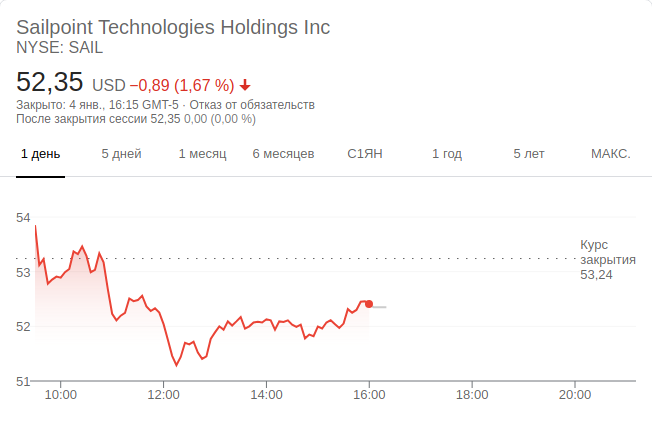 Sailpoint Technologies Holdings Inc
NYSE: SAIL
52,35 USD −0,89 (1,67 %)
Закрыто: 4 янв., 16:15 GMT-5 · Отказ от обязательств
После закрытия сессии 52,35 0,00 (0,00 %)
1 день 5 дней 1 месяц 6 месяцев С1ЯН 1 год 5 лет МАКС.
54
Курс
закрытия
53,24
53
52
51
10:00 12:00 14:00 16:00 18:00 20:00